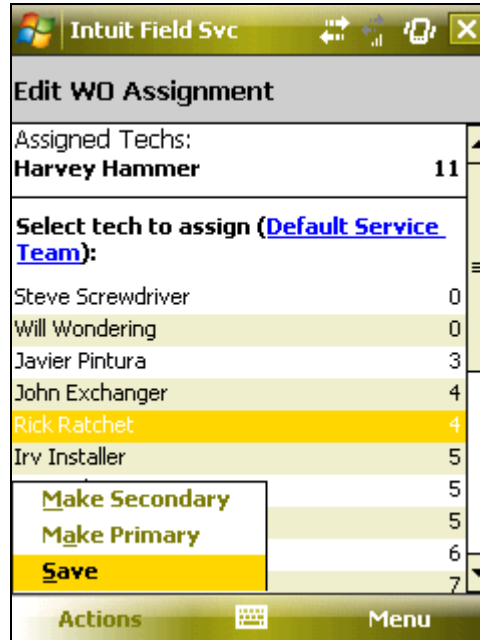 Intuit Field Svc
Edit WO Assignment
Assigned Techs:
Harvey Hammer 11
Select tech to assign (Default Service
Team):
Steve Screwdriver 0
Will Wondering 0
Javier Pintura 3
John Exchanger 4
Rick Ratchet 4
Irv Installer 5
5
Make Secondary
5
Make Primary
6
Save
7
Actions Menu